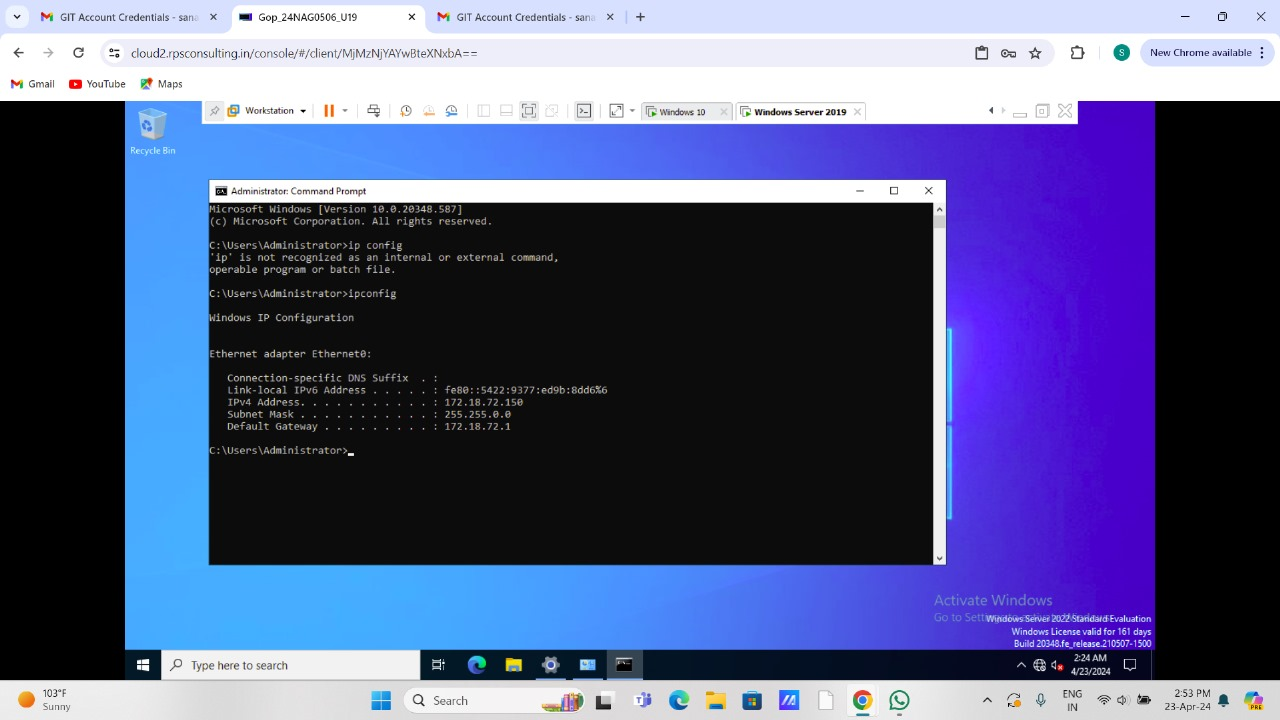 GIT Account Credentials - sana
Gop_24NAG0506_U19
GIT Account Credentials - sana
cloud2.rpsconsulting.in/console/#/client/MjMzNjYAYwBteXNxbA==
S
New Chrome available
Gmail
YouTube
Maps
Workstation
Windows 10
Windows Server 2019
Recycle Bin
Administrator: Command Prompt
Microsoft Windows [Version 10.0.20348.587]
(c) Microsoft Corporation. All rights reserved.
C:\Users\Administrator>ip config
'ip' is not recognized as an internal or external command,
operable program or batch file.
C:\Users\Administrator>ipconfig
Windows IP Configuration
Ethernet adapter Ethernet0:
Connection-specific DNS Suffix . :
Link-local IPv6 Address . . . . . : fe80::5422:9377:ed9b:8dd6%6
IPv4 Address. . . . . . . . . . . : 172.18.72.150
Subnet Mask . . . . . . . . . . . : 255.255.0.0
Default Gateway . . . . . . . . . : 172.18.72.1
C:\Users\Administrator>
Activate Windows
Go to Setti
Windows Server 2022 Standard Evaluation
Windows License valid for 161 days
Build 20348.fe_release.210507-1500
Type here to search
2:24 AM
4/23/2024
103°F
Sunny
Search
ENG
IN
2:53 PM
23-Apr-24
PRE